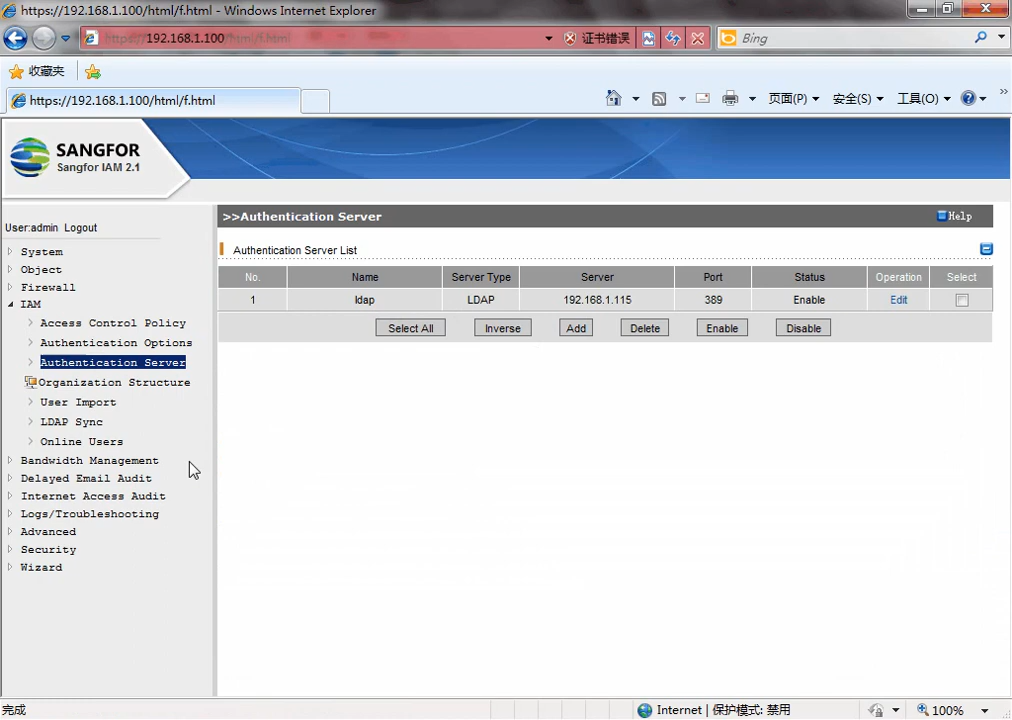 https://192.168.1.100/html/f.html - Windows Internet Explorer
https://192.168.1.100/html/f.html 证书错误 Bing
收藏夹
https://192.168.1.100/html/f.html 页面(P) 安全(S) 工具(O) »
SANGFOR
Sangfor IAM 2.1
User:admin Logout
System
Object
Firewall
IAM
Access Control Policy
Authentication Options
Authentication Server
Organization Structure
User Import
LDAP Sync
Online Users
Bandwidth Management
Delayed Email Audit
Internet Access Audit
Logs/Troubleshooting
Advanced
Security
Wizard
>>Authentication Server Help
Authentication Server List
No. Name Server Type Server Port Status Operation Select
1 ldap LDAP 192.168.1.115 389 Enable Edit
Select All Inverse Add Delete Enable Disable
完成 Internet | 保护模式: 禁用 100%